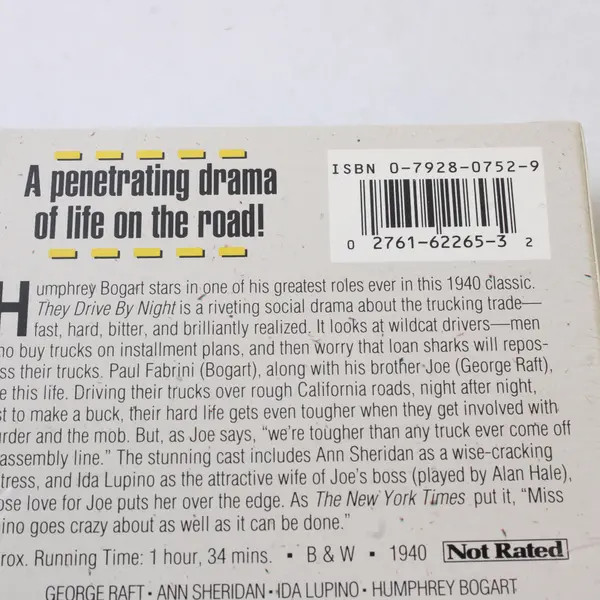 A penetrating drama
of life on the road!
ISBN 0-7928-0752-9
0 2761-62265-3 2
Humphrey Bogart stars in one of his greatest roles ever in this 1940 classic.
They Drive By Night is a riveting social drama about the trucking trade—
fast, hard, bitter, and brilliantly realized. It looks at wildcat drivers—men
buy trucks on installment plans, and then worry that loan sharks will repos-
their trucks. Paul Fabrini (Bogart), along with his brother Joe (George Raft),
this life. Driving their trucks over rough California roads, night after night,
to make a buck, their hard life gets even tougher when they get involved with
and the mob. But, as Joe says, “we're tougher than any truck ever come off
assembly line.” The stunning cast includes Ann Sheridan as a wise-cracking
and Ida Lupino as the attractive wife of Joe's boss (played by Alan Hale),
love for Joe puts her over the edge. As The New York Times put it, “Miss
goes crazy about as well as it can be done.”
Running Time: 1 hour, 34 mins. ▪ B & W ▪ 1940 Not Rated
GEORGE RAFT • ANN SHERIDAN • IDA LUPINO • HUMPHREY BOGART